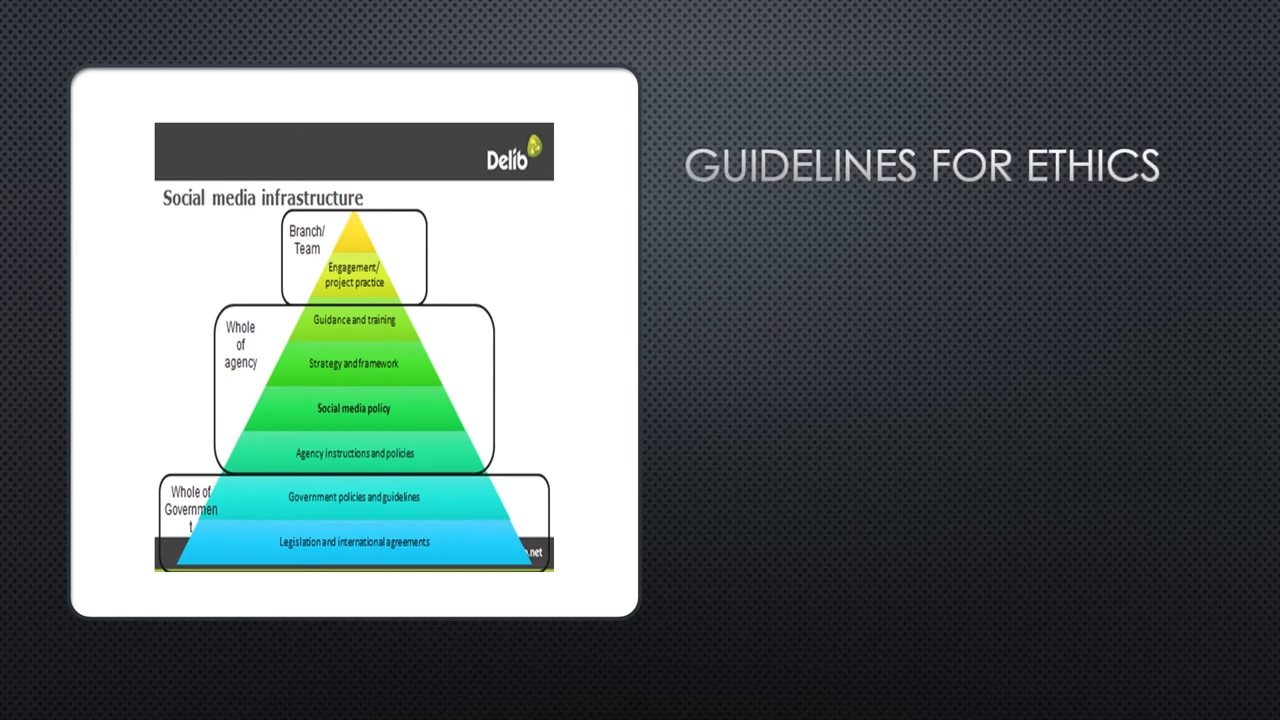 Delib
Social media infrastructure
Branch/
Team
Engagement/
project practice
Whole
of
agency
Guidance and training
Strategy and framework
Social media policy
Agency instructions and policies
Whole of
Governmen
t
Government policies and guidelines
Legislation and international agreements
.net
GUIDELINES FOR ETHICS